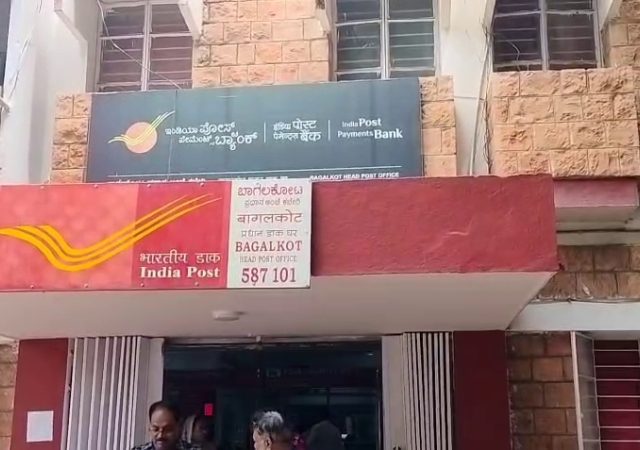 ಇಂಡಿಯಾ ಪೋಸ್ಟ್
ಪೇಮೆಂಟ್ಸ್ ಬ್ಯಾಂಕ್
इंडिया पोस्ट
पेमेन्ट्स बैंक
India Post
Payments Bank
BAGALKOT HEAD POST OFFICE
भारतीय डाक
India Post
ಬಾಗಲಕೋಟ
ಪ್ರಧಾನ ಅಂಚೆ ಕಚೇರಿ
बागलकोट
प्रधान डाक घर
BAGALKOT
HEAD POST OFFICE
587 101